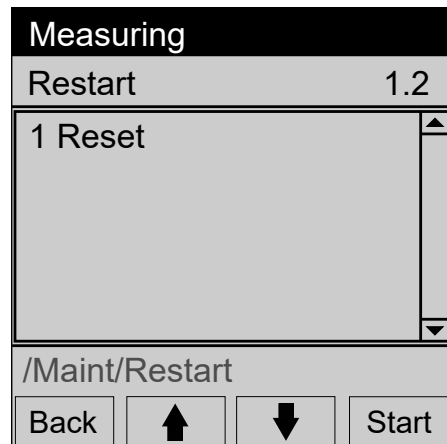 Measuring
Restart 1.2
1 Reset
/Maint/Restart
Back Start